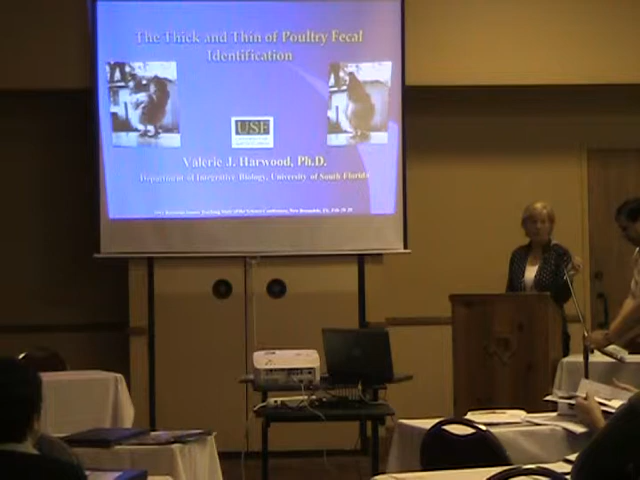 The Thick and Thin of Poultry Fecal
Identification
USF
Valerie J. Harwood, Ph.D.
Department of Integrative Biology, University of South Florida